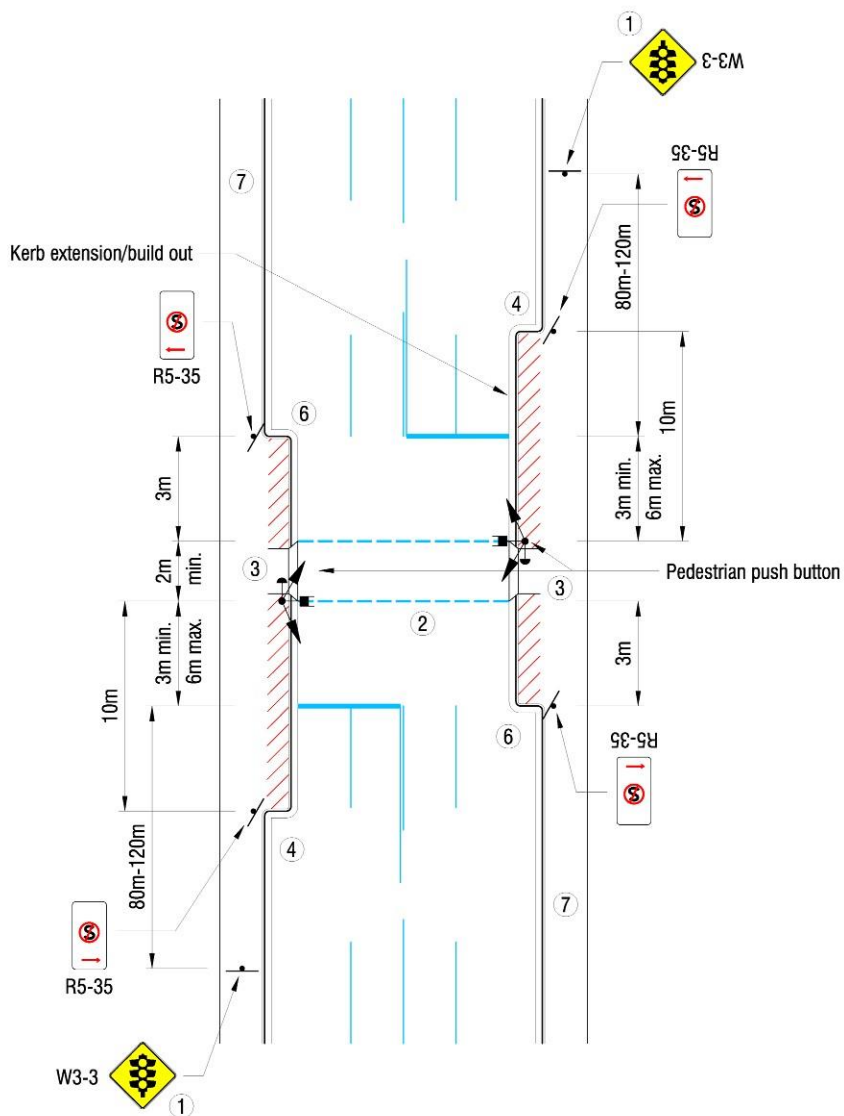 1
W3-3
R5-35
7
80m-120m
Kerb extension/build out
4
R5-35
6
10m
3m
3m min.
6m max.
2m
min.
3
Pedestrian push button
3
2
3m min.
6m max.
3m
10m
6
R5-35
80m-120m
4
7
R5-35
W3-3
1
S
S
S
S